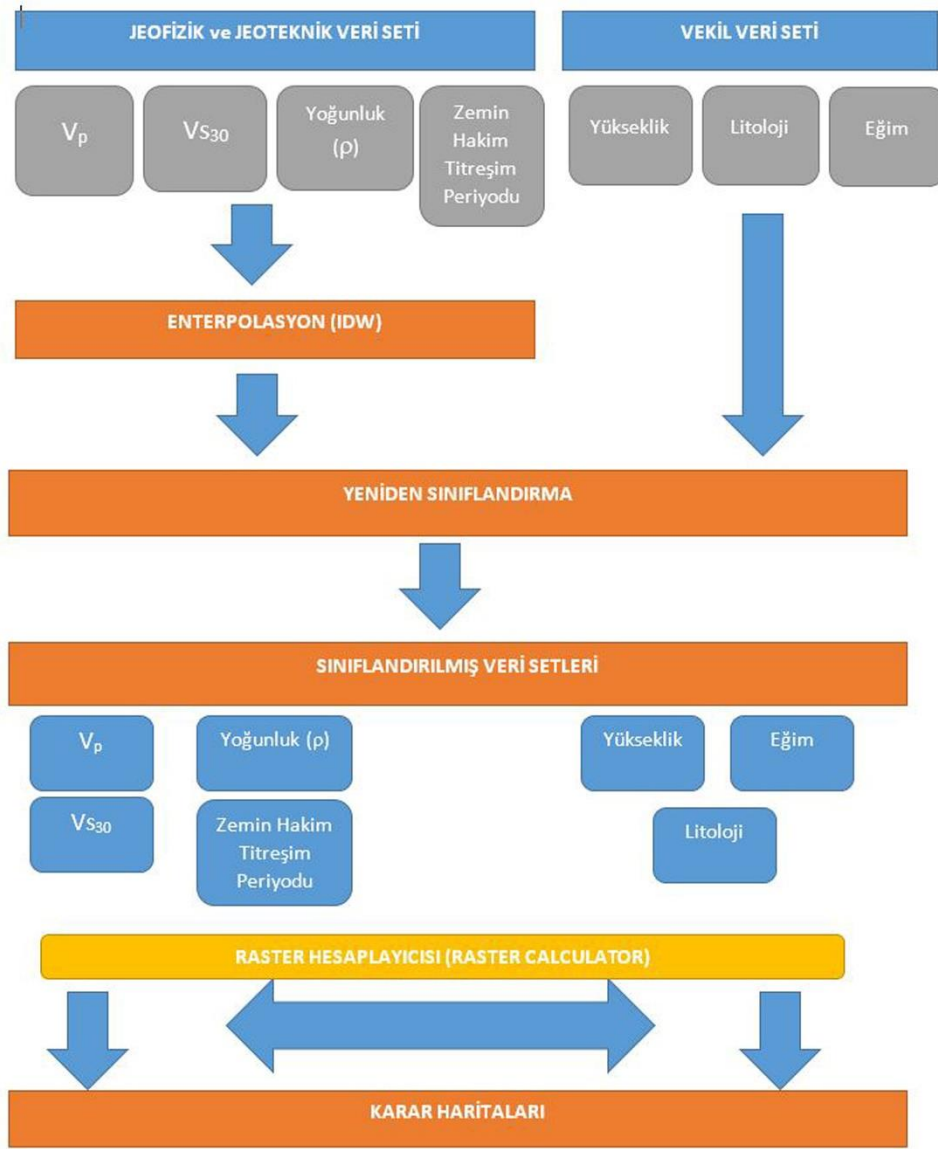 JEOFİZİK ve JEOTEKNİK VERİ SETİ
VEKİL VERİ SETİ
Vp
VS30
Yoğunluk
(ρ)
Zemin
Hakim
Titreşim
Periyodu
Yükseklik
Litoloji
Eğim
ENTERPOLASYON (IDW)
YENİDEN SINIFLANDIRMA
SINIFLANDIRILMIŞ VERİ SETLERİ
Vp
Yoğunluk (ρ)
Yükseklik
Eğim
VS30
Zemin Hakim
Titreşim
Periyodu
Litoloji
RASTER HESAPLAYICISI (RASTER CALCULATOR)
KARAR HARİTALARI